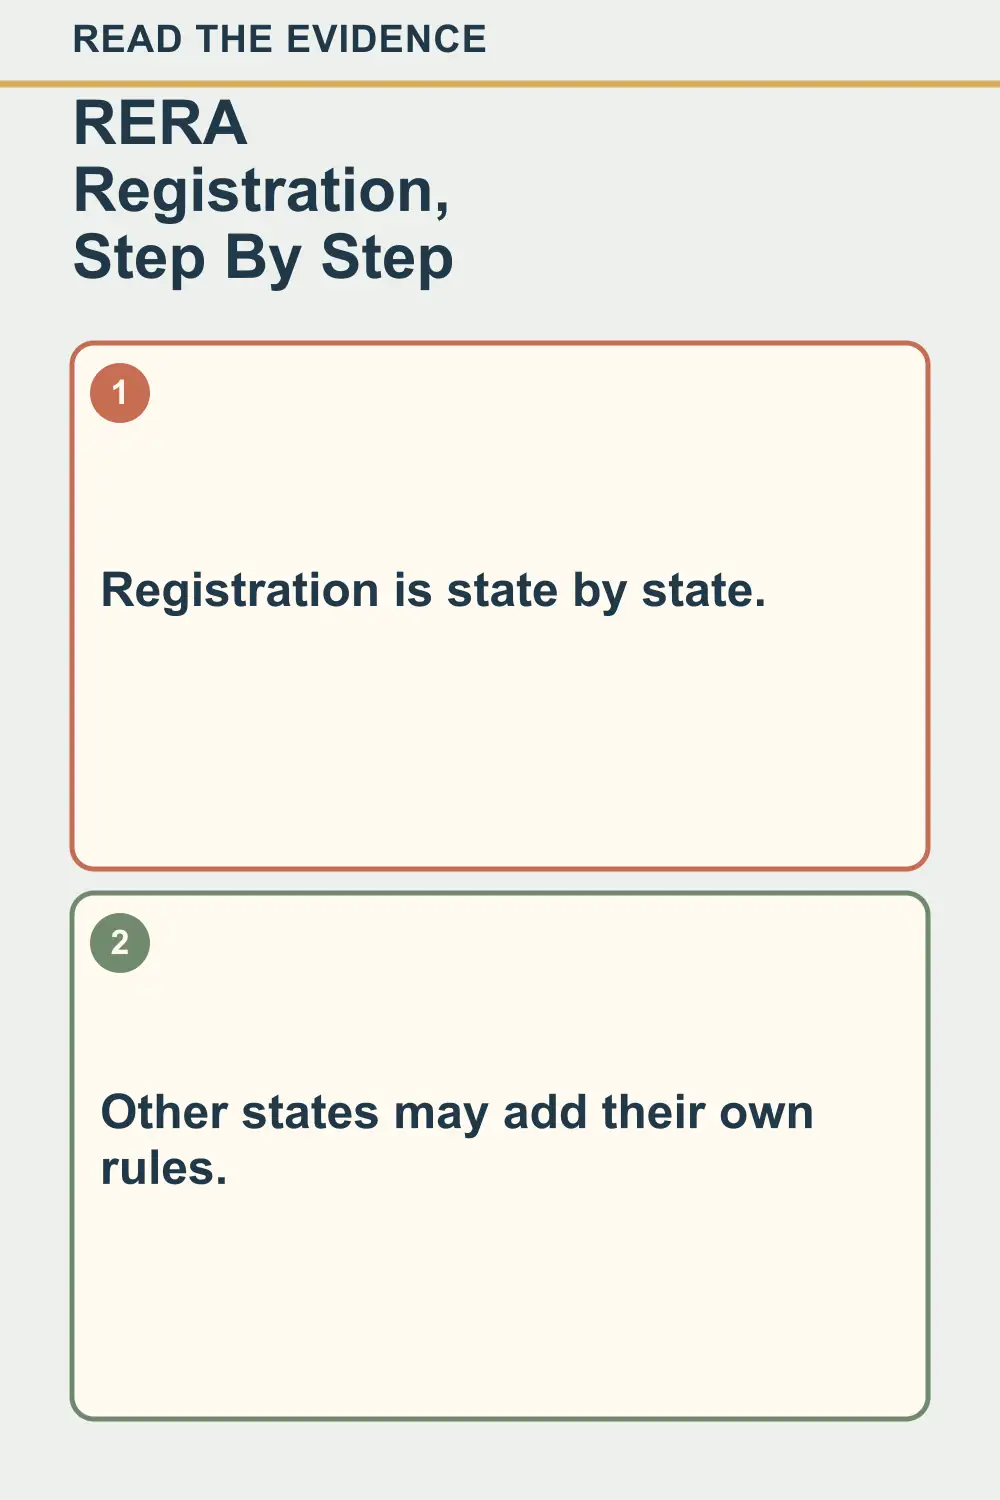 READ THE EVIDENCE
RERA
Registration,
Step By Step
1
Registration is state by state.
2
Other states may add their own
rules.